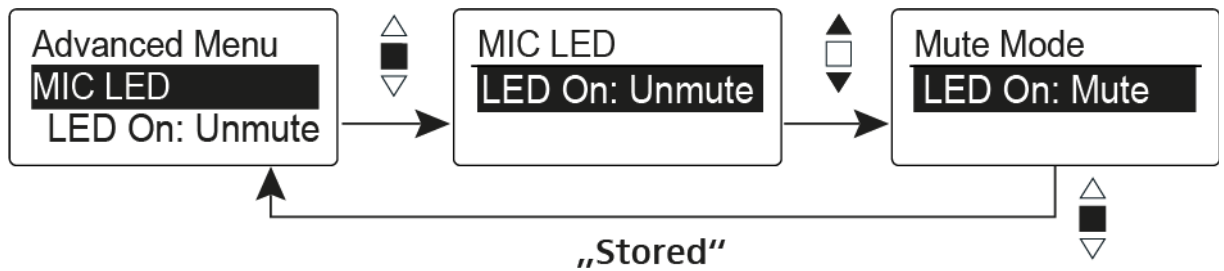 Advanced Menu
MIC LED
LED On: Unmute
MIC LED
LED On: Unmute
Mute Mode
LED On: Mute
„Stored“